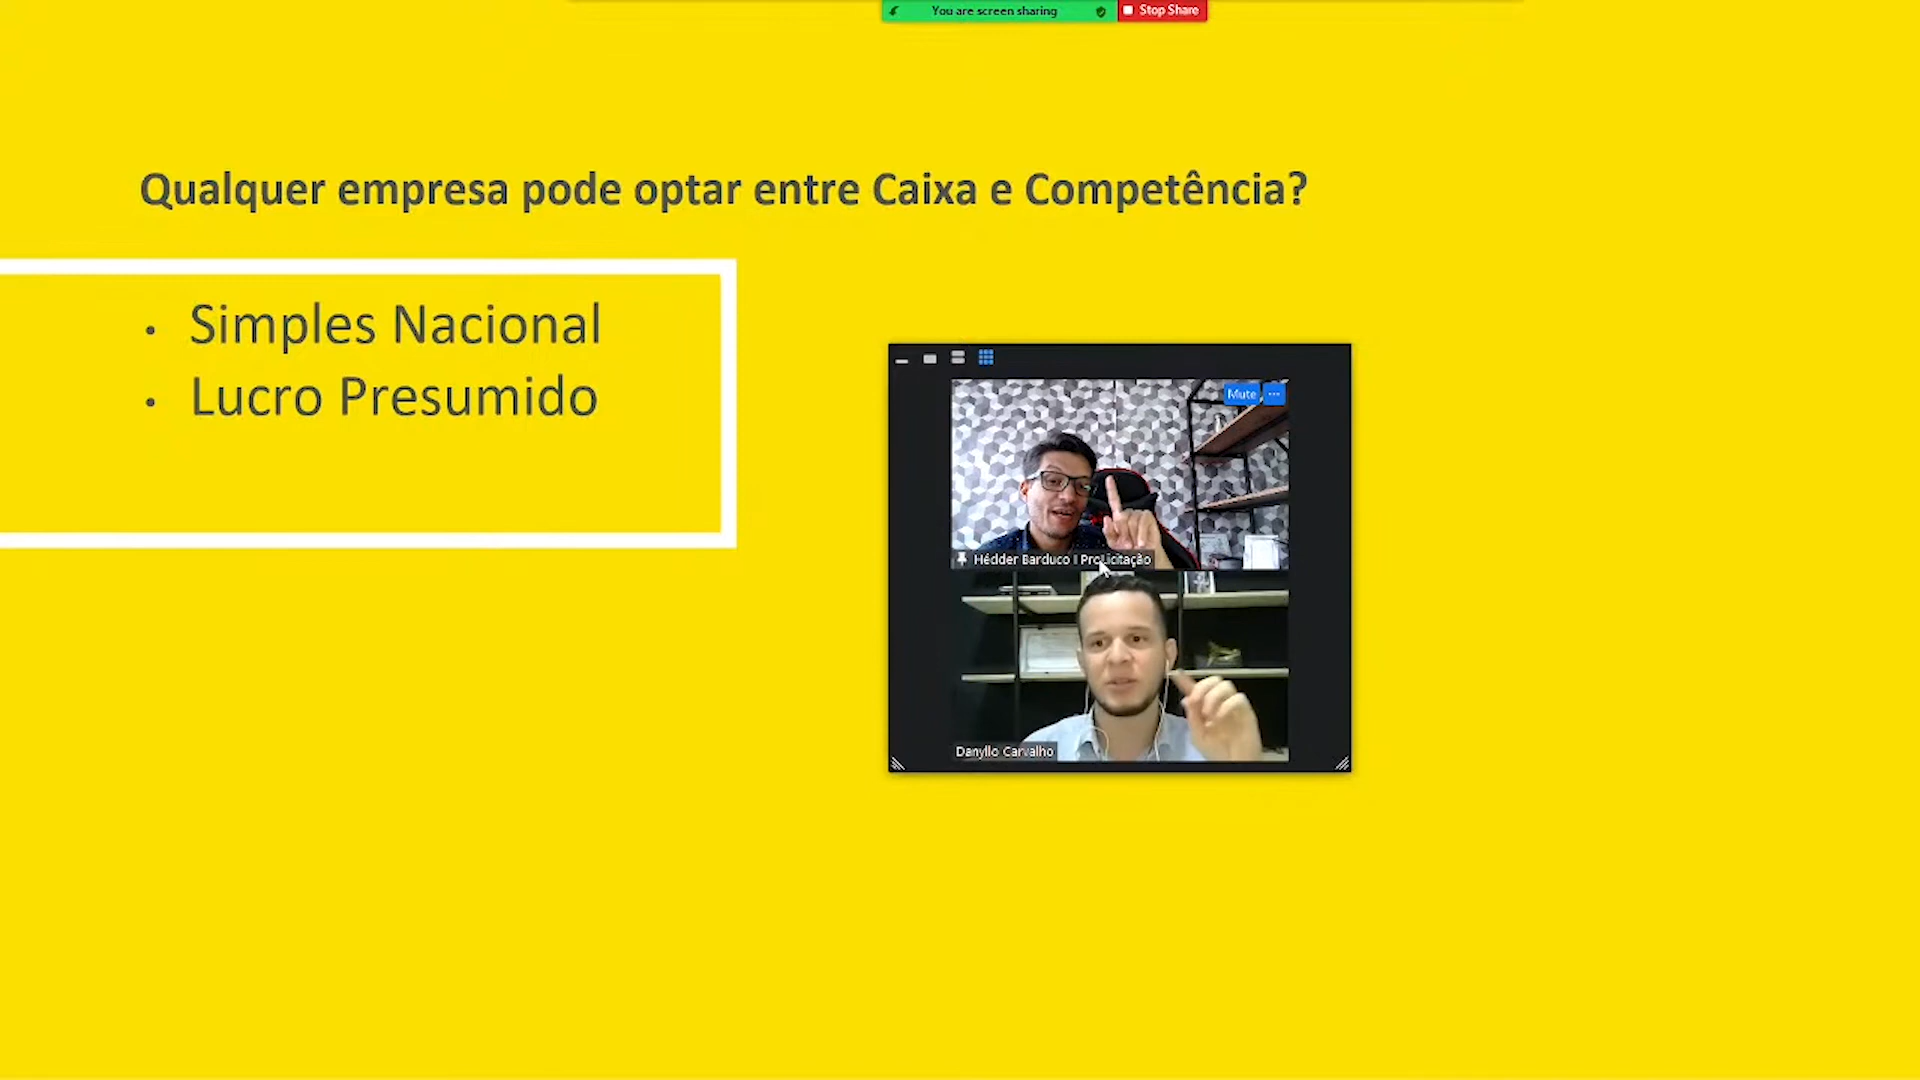 You are screen sharing
Stop Share
Qualquer empresa pode optar entre Caixa e Competência?
• Simples Nacional
• Lucro Presumido
Mute
Hédder Barduco I ProLicitação
Danyllo Carvalho